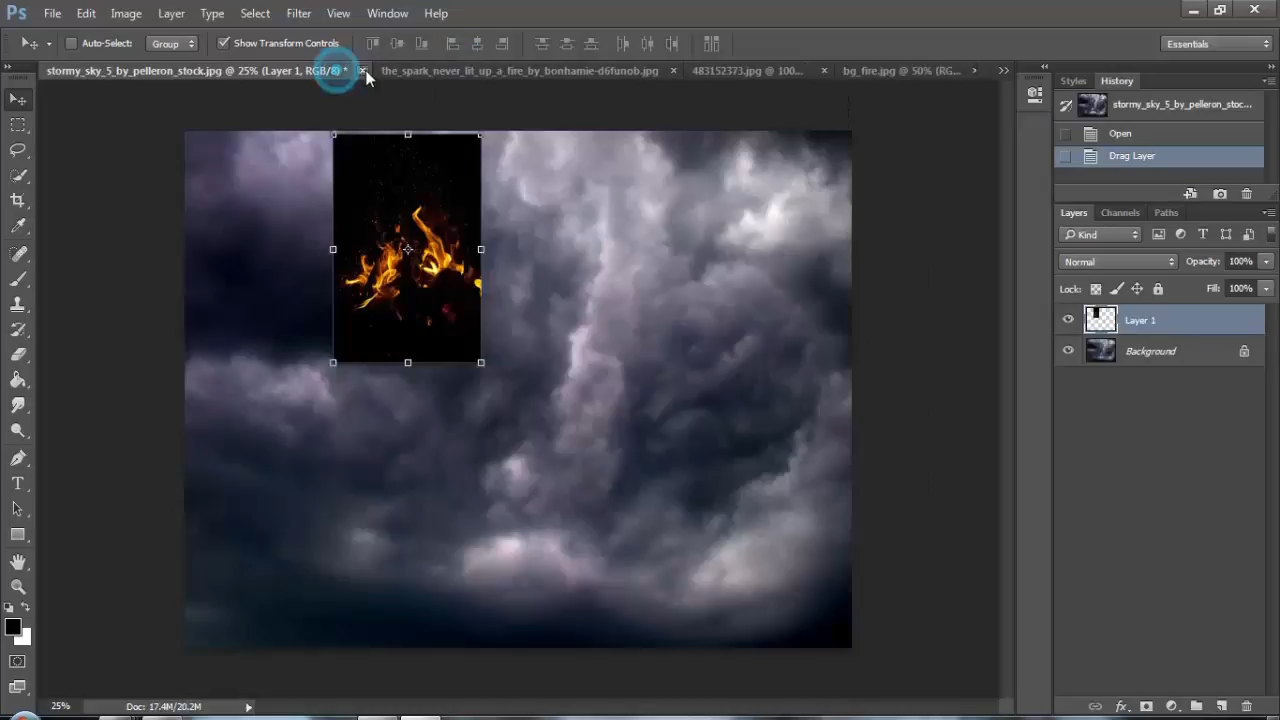 Ps File Edit Image Layer Type Select Filter View Window Help
Auto-Select: Group Show Transform Controls Essentials
stormy_sky_5_by_pelleron_stock.jpg @ 25% (Layer 1, RGB/8) * the_spark_never_lit_up_a_fire_by_bonhamie-d6funob.jpg 483152373.jpg @ 100... bg_fire.jpg @ 50% (RG...
Styles History
stormy_sky_5_by_pelleron_stoc...
Open
Drag Layer
Layers Channels Paths
Kind
Normal Opacity: 100%
Lock: Fill: 100%
Layer 1
Background
25% Doc: 17.4M/20.2M